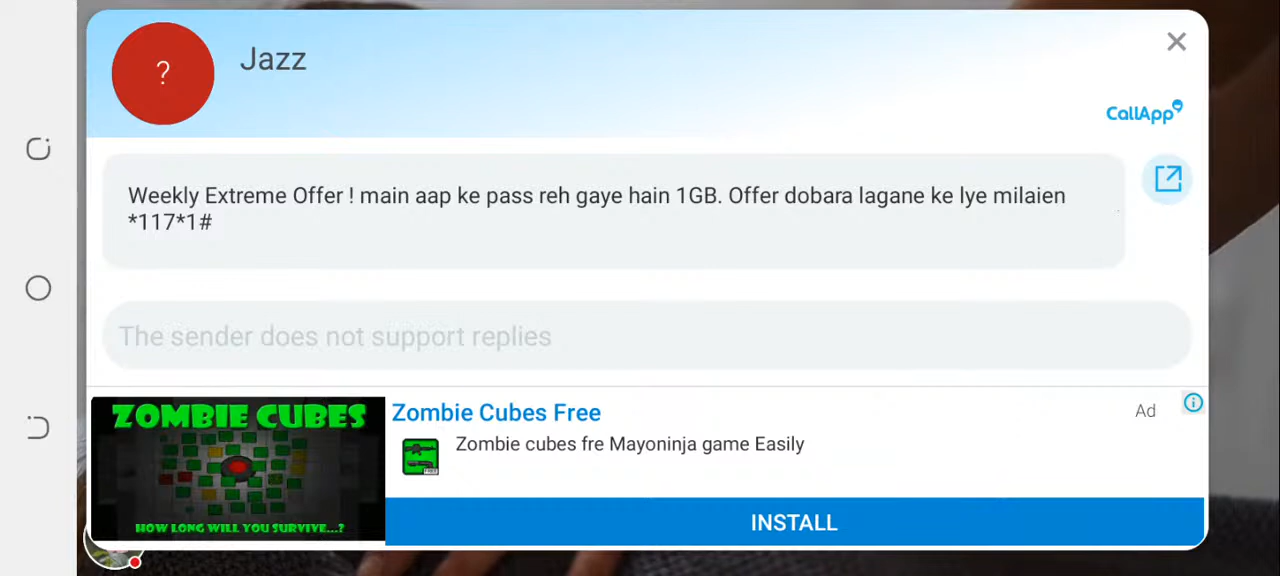 ?
Jazz
CallApp
Weekly Extreme Offer ! main aap ke pass reh gaye hain 1GB. Offer dobara lagane ke lye milaien
*117*1#
The sender does not support replies
ZOMBIE CUBES
HOW LONG WILL YOU SURVIVE...?
Zombie Cubes Free
Ad
Zombie cubes fre Mayoninja game Easily
INSTALL